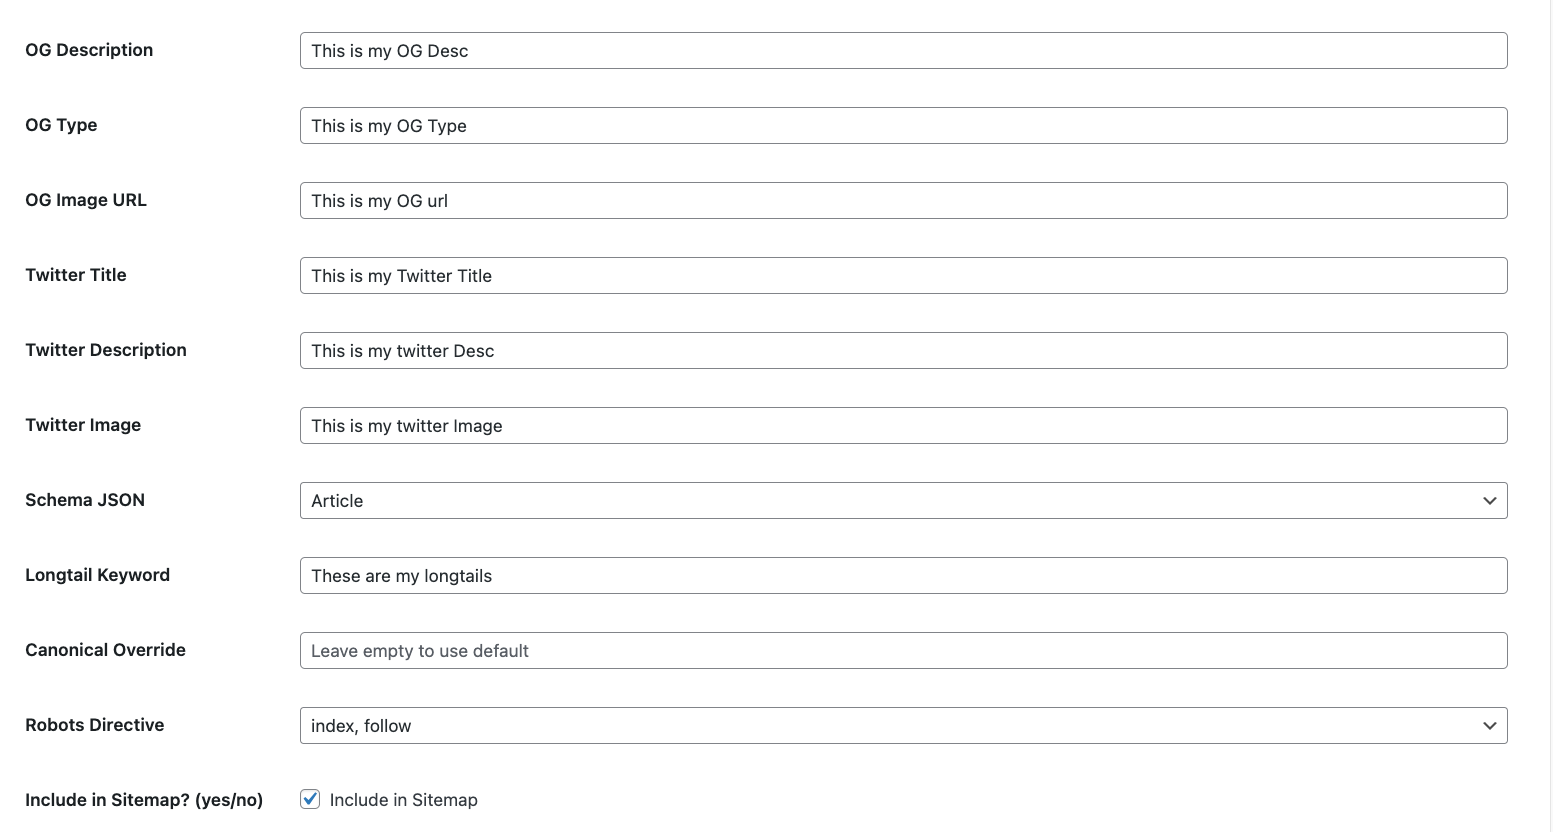 OG Description
This is my OG Desc
OG Type
This is my OG Type
OG Image URL
This is my OG url
Twitter Title
This is my Twitter Title
Twitter Description
This is my twitter Desc
Twitter Image
This is my twitter Image
Schema JSON
Article
Longtail Keyword
These are my longtails
Canonical Override
Leave empty to use default
Robots Directive
index, follow
Include in Sitemap? (yes/no)
Include in Sitemap